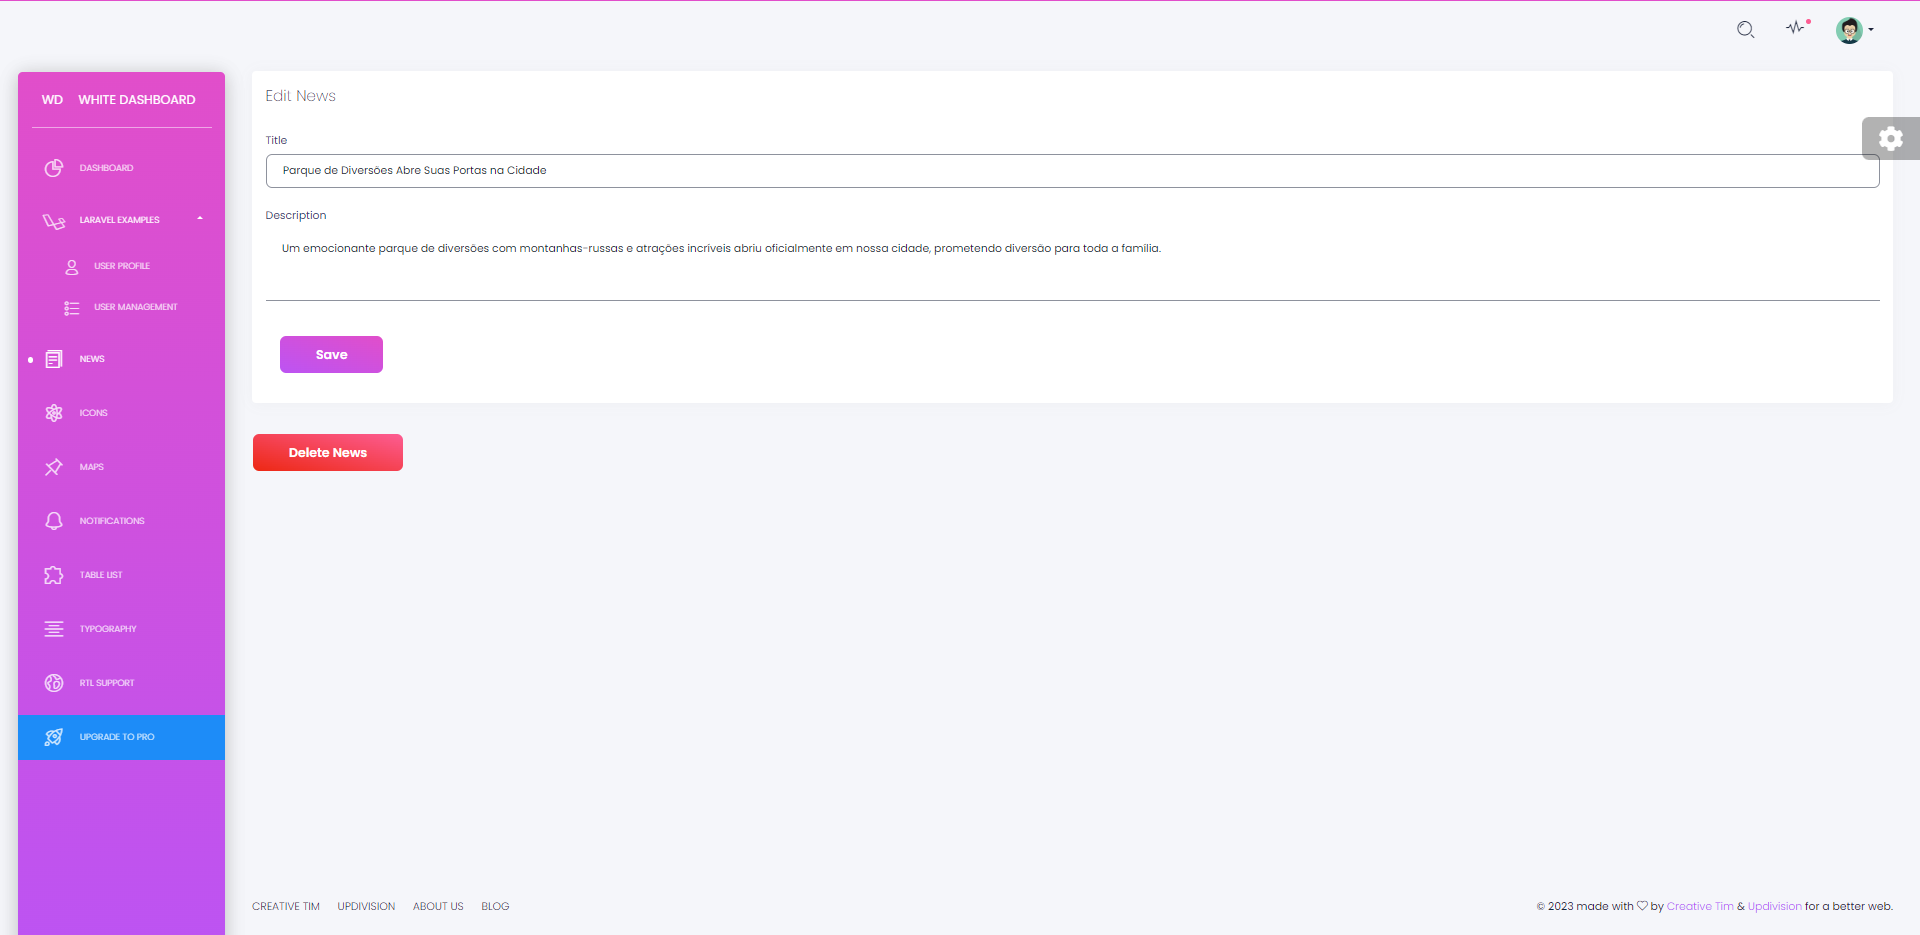 WD WHITE DASHBOARD
DASHBOARD
LARAVEL EXAMPLES
USER PROFILE
USER MANAGEMENT
NEWS
ICONS
MAPS
NOTIFICATIONS
TABLE LIST
TYPOGRAPHY
RTL SUPPORT
UPGRADE TO PRO
Edit News
Title
Parque de Diversões Abre Suas Portas na Cidade
Description
Um emocionante parque de diversões com montanhas-russas e atrações incríveis abriu oficialmente em nossa cidade, prometendo diversão para toda a família.
Save
Delete News
CREATIVE TIM UPDIVISION ABOUT US BLOG
© 2023 made with ♡ by Creative Tim & Updivision for a better web.